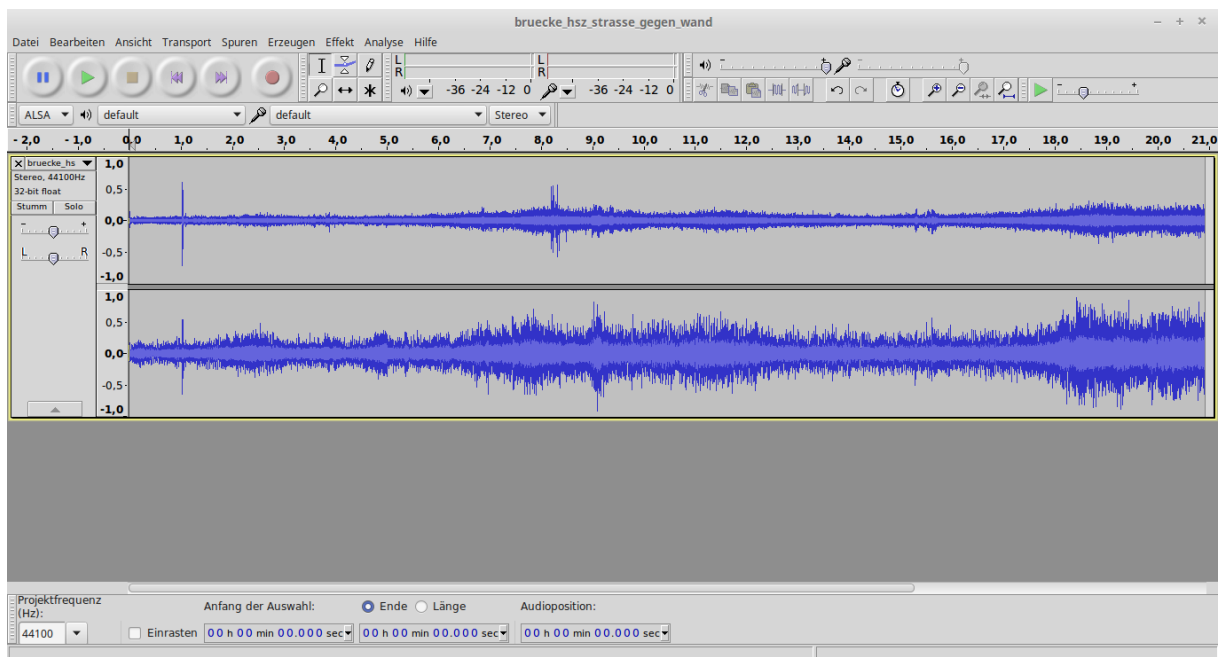 bruecke_hsz_strasse_gegen_wand
Datei Bearbeiten Ansicht Transport Spuren Erzeugen Effekt Analyse Hilfe
L L
R R
-36 -24 -12 0 -36 -24 -12 0
ALSA default default Stereo
- 2,0 - 1,0 0,0 1,0 2,0 3,0 4,0 5,0 6,0 7,0 8,0 9,0 10,0 11,0 12,0 13,0 14,0 15,0 16,0 17,0 18,0 19,0 20,0 21,0
X bruecke_hs 1,0
Stereo, 44100Hz
32-bit float 0,5
Stumm Solo
- + 0,0
L R -0,5
-1,0
1,0
0,5
0,0
-0,5
-1,0
Projektfrequenz
(Hz): Anfang der Auswahl: Ende Länge Audioposition:
44100 Einrasten 00 h 00 min 00.000 sec 00 h 00 min 00.000 sec 00 h 00 min 00.000 sec